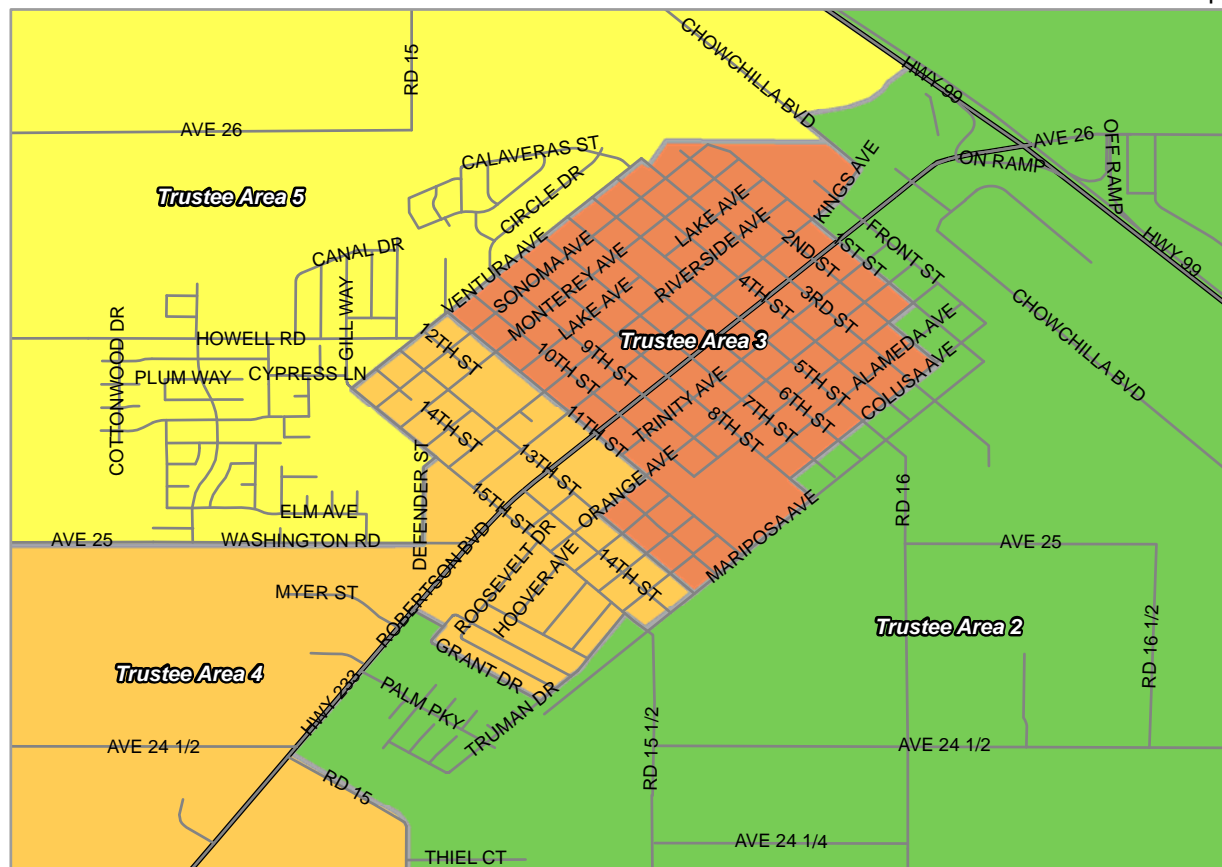 CHOWCHILLA BVD
HWY 99
RD 15
AVE 26
AVE 26
OFF RAMP
ON RAMP
CALAVERAS ST
KINGS AVE
Trustee Area 5
CIRCLE DR
LAKE AVE
RIVERSIDE AVE
2ND ST
1ST ST
FRONT ST
HWY 99
CANAL DR
VENTURA AVE
SONOMA AVE
MONTEREY AVE
LAKE AVE
4TH ST
3RD ST
CHOWCHILLA BVD
GILL WAY
HOWELL RD
12TH ST
Trustee Area 3
ALAMEDA AVE
COTTONWOOD DR
PLUM WAY
CYPRESS LN
10TH ST
9TH ST
5TH ST
COLUSA AVE
14TH ST
11TH ST
TRINITY AVE
8TH ST
7TH ST
6TH ST
DEFENDER ST
13TH ST
ORANGE AVE
15TH ST
ELM AVE
MARIPOSA AVE
RD 16
AVE 25
WASHINGTON RD
AVE 25
ROBERTSON BVD
ROOSEVELT DR
HOOVER AVE
14TH ST
MYER ST
Trustee Area 2
RD 16 1/2
Trustee Area 4
GRANT DR
HWY 233
PALM PKY
TRUMAN DR
RD 15 1/2
AVE 24 1/2
AVE 24 1/2
RD 15
AVE 24 1/4
THIEL CT